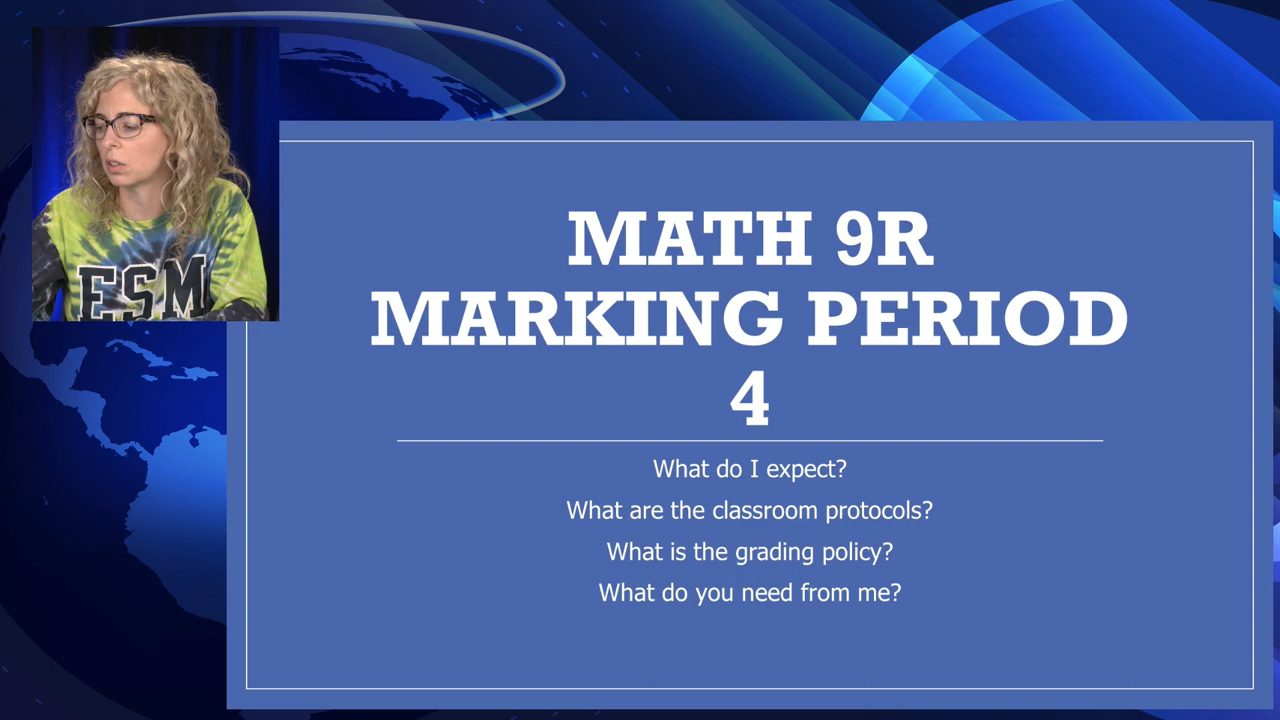 ESM
MATH 9R
MARKING PERIOD
4
What do I expect?
What are the classroom protocols?
What is the grading policy?
What do you need from me?